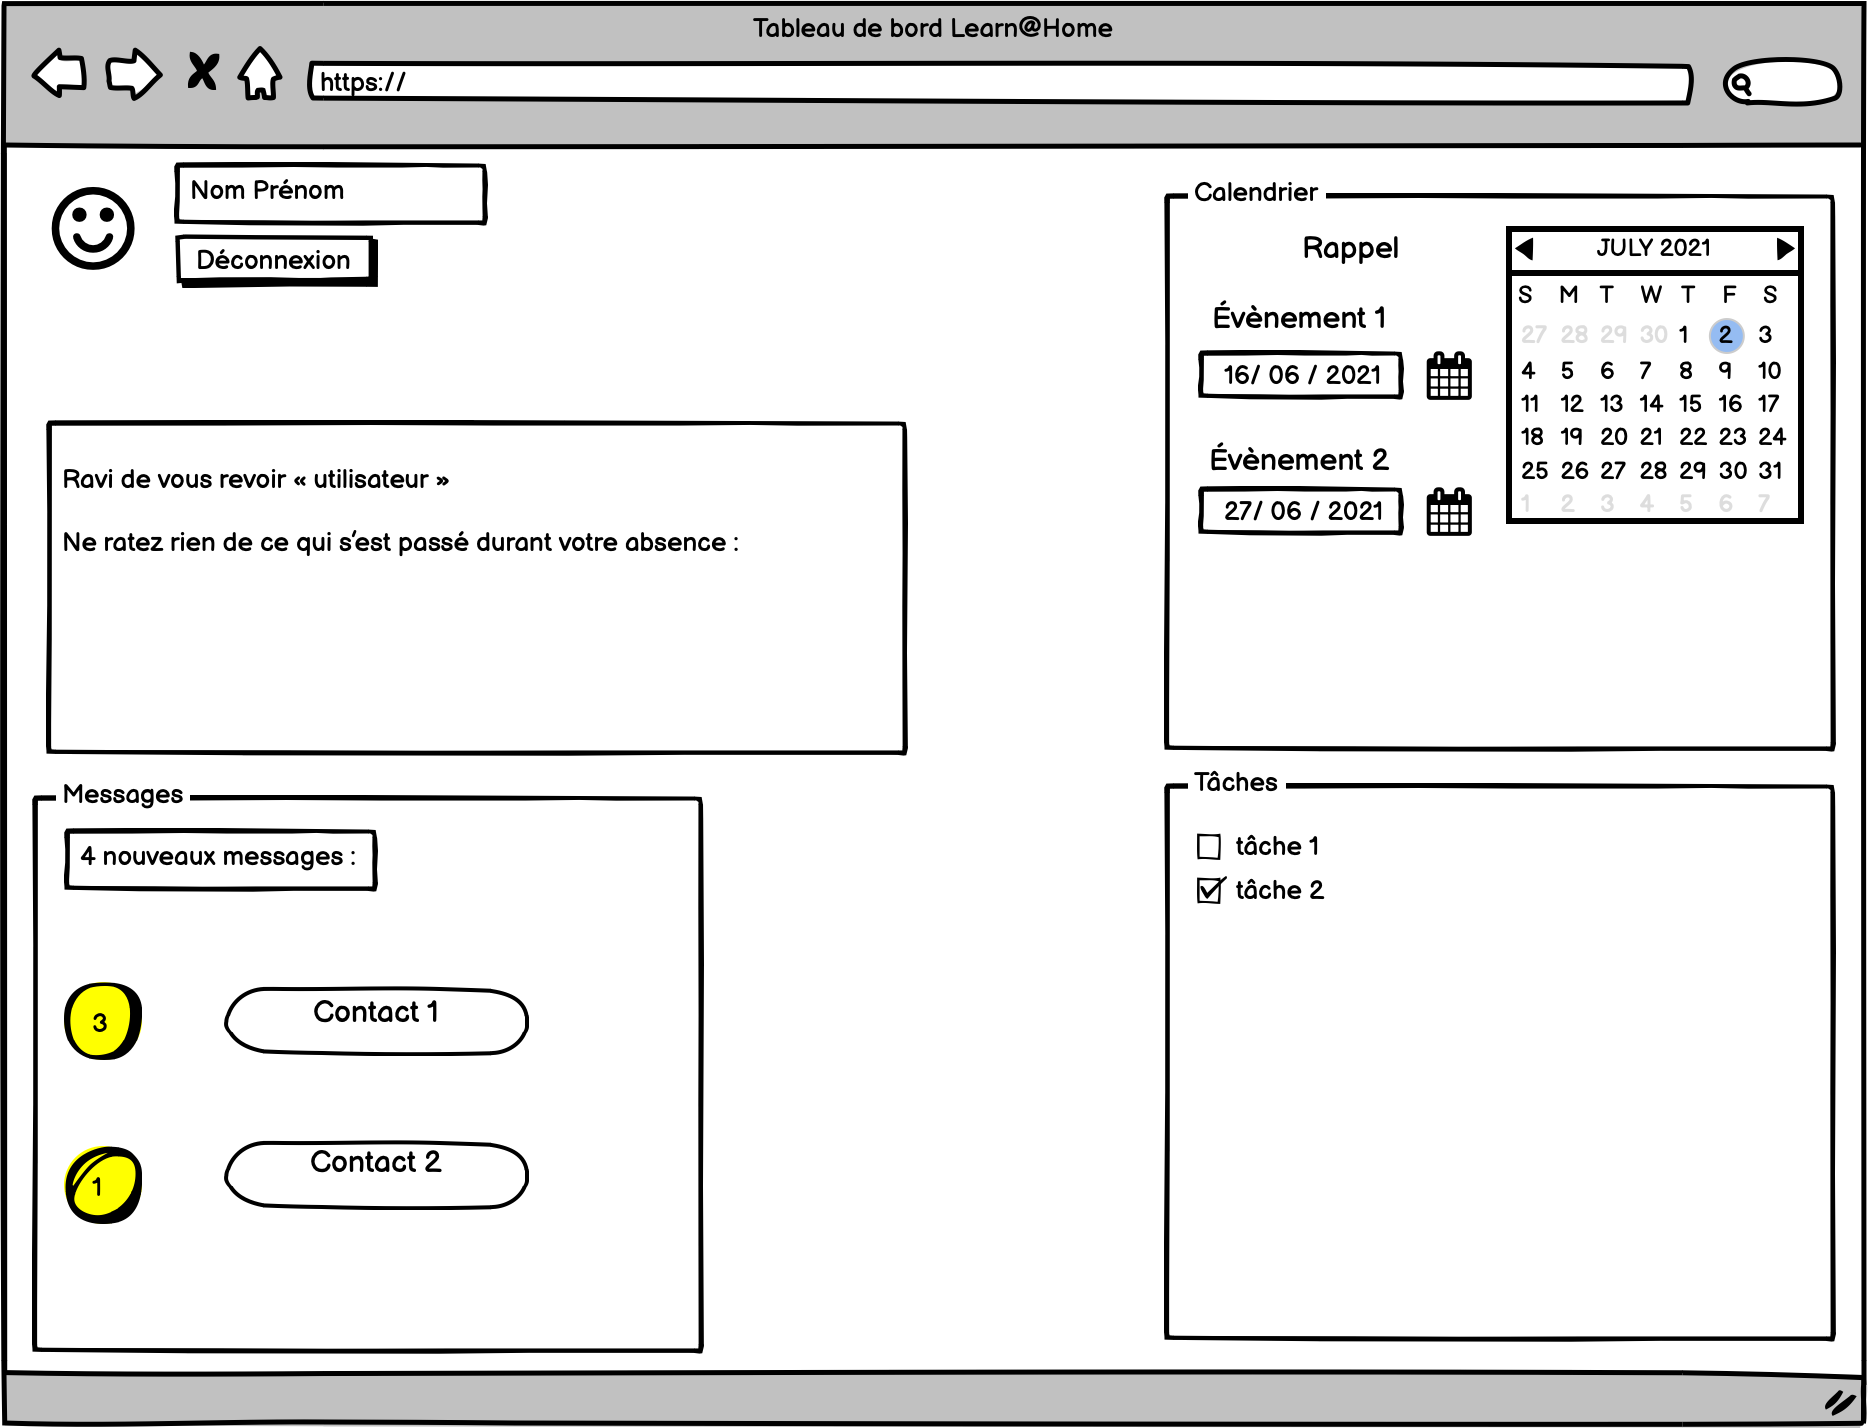 Tableau de bord Learn@Home
https://
Nom Prénom
Déconnexion
Ravi de vous revoir « utilisateur »
Ne ratez rien de ce qui s'est passé durant votre absence :
Messages
4 nouveaux messages :
3 Contact 1
1 Contact 2
Calendrier
Rappel
Évènement 1
16/ 06 / 2021
Évènement 2
27/ 06 / 2021
JULY 2021
S M T W T F S
27 28 29 30 1 2 3
4 5 6 7 8 9 10
11 12 13 14 15 16 17
18 19 20 21 22 23 24
25 26 27 28 29 30 31
1 2 3 4 5 6 7
Tâches
tâche 1
tâche 2